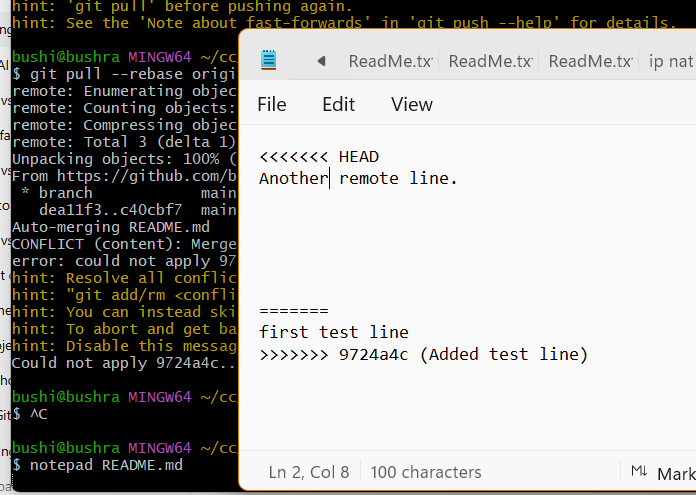 hint: 'git pull' before pushing again.
hint: See the 'Note about fast-forwards' in 'git push --help' for details.
bushi@bushra MINGW64 ~/cc
$ git pull --rebase origi
remote: Enumerating objec
remote: Counting objects:
remote: Compressing objec
remote: Total 3 (delta 1)
Unpacking objects: 100% (
From https://github.com/b
* branch main
dea11f3..c40cbf7 main
Auto-merging README.md
CONFLICT (content): Merge
error: could not apply 97
hint: Resolve all conflic
hint: "git add/rm <confli
hint: You can instead ski
hint: To abort and get ba
hint: Disable this messag
Could not apply 9724a4c..
bushi@bushra MINGW64 ~/cc
$ ^C
bushi@bushra MINGW64 ~/cc
$ notepad README.md
ReadMe.tx ReadMe.tx ReadMe.tx ip nat
File Edit View
<<<<<<< HEAD
Another remote line.
=======
first test line
>>>>>>> 9724a4c (Added test line)
Ln 2, Col 8 100 characters M↓ Mark